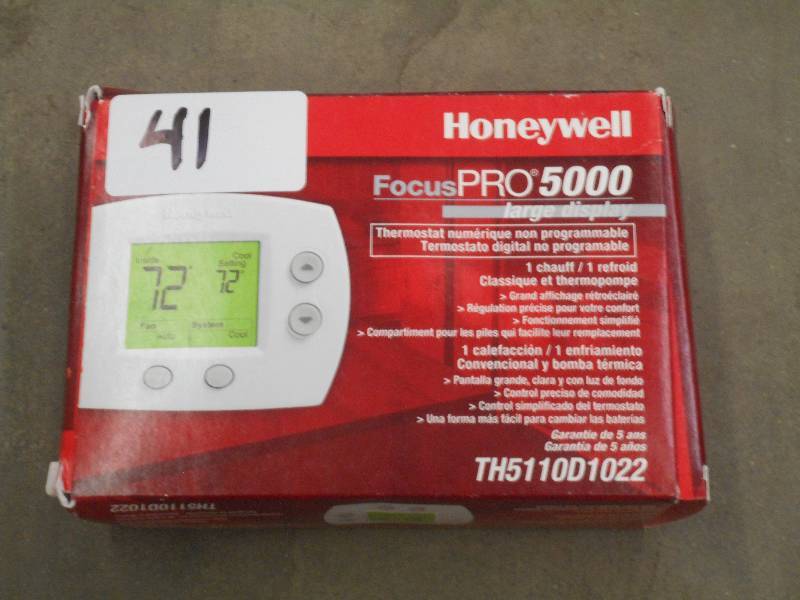 41
Honeywell
FocusPRO® 5000
large display
Thermostat numérique non programmable
Termostato digital no programable
1 chauff / 1 refroid
Classique et thermopompe
> Grand affichage rétroéclairé
> Régulation précise pour votre confort
> Fonctionnement simplifié
> Compartiment pour les piles qui facilite leur remplacement
1 calefacción / 1 enfriamiento
Convencional y bomba térmica
> Pantalla grande, clara y con luz de fondo
> Control preciso de comodidad
> Control simplificado del termostato
> Una forma más fácil para cambiar las baterías
Garantie de 5 ans
Garantía de 5 años
TH5110D1022
Honeywell
Inside
Cool
Setting
72°
72°
Fan
System
Auto
Cool
TH5110D1022